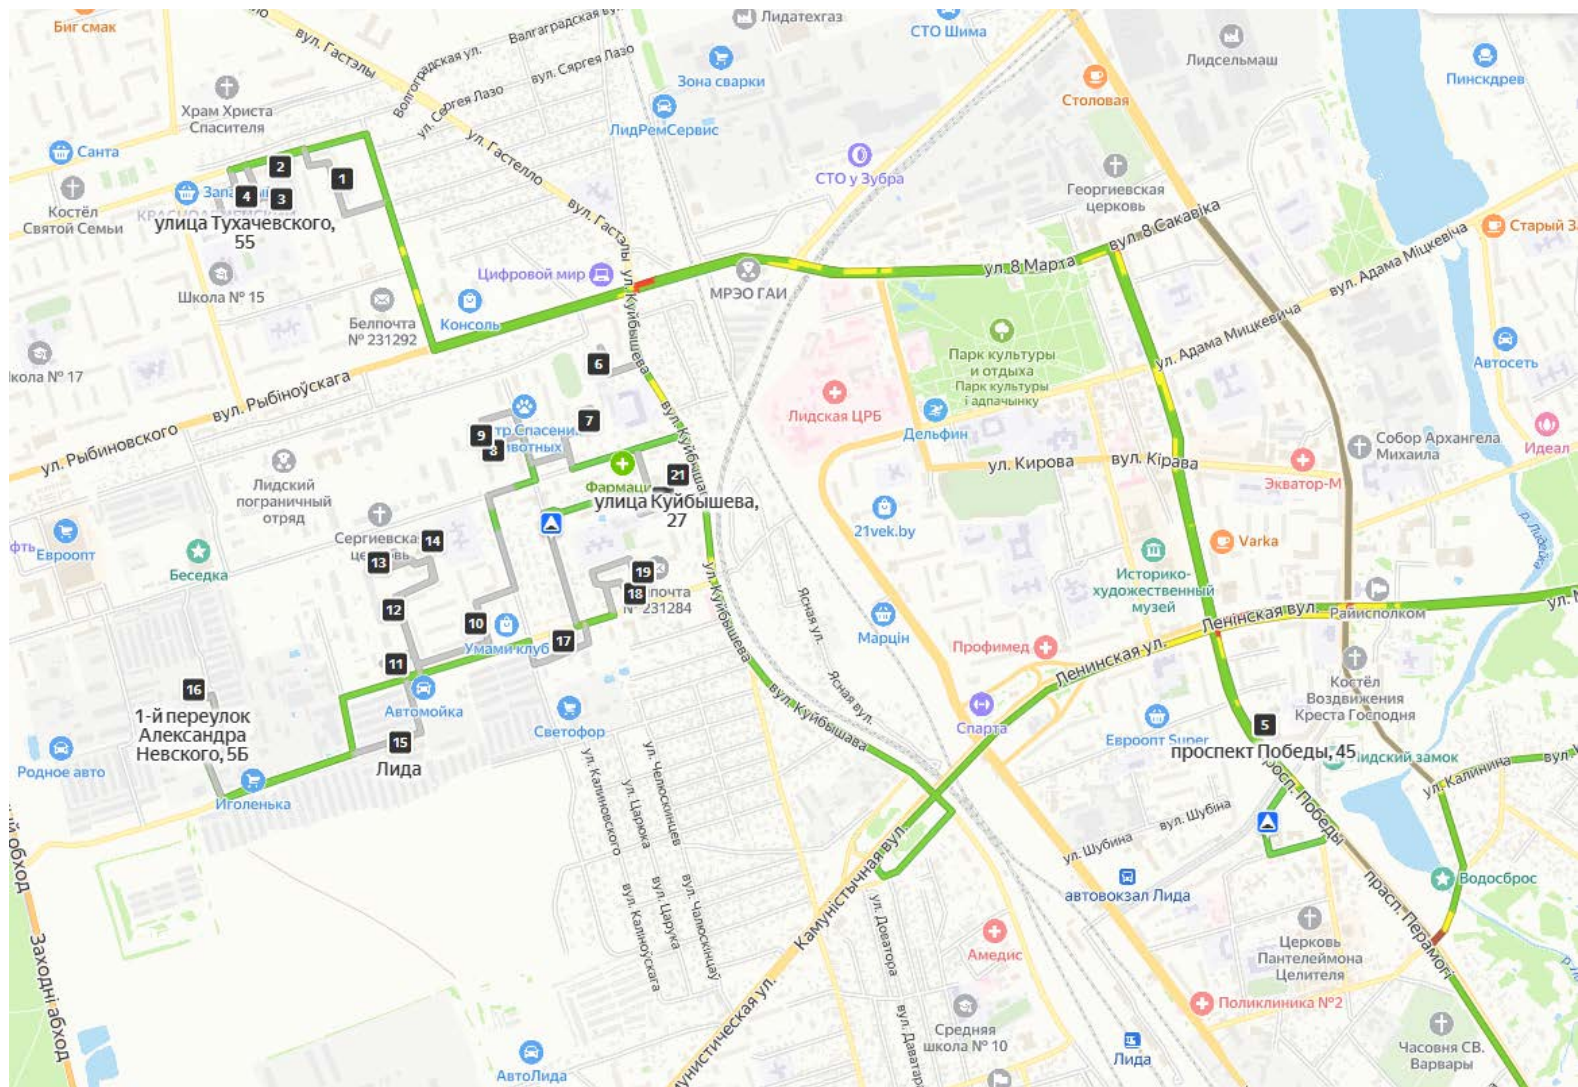 Биг смак
вул. Гастэлы
Волгоградская ул.
Валгаградская вул.
вул. Сяргея Лазо
ул. Сергея Лазо
Лидатехгаз
СТО Шима
Зона сварки
Лидсельмаш
Пинскдрев
Столовая
Храм Христа
Спасителя
ЛидРемСервис
ул. Гастелло
Санта
СТО у Зубра
Георгиевская
церковь
2
1
4
3
Костёл
Святой Семьи
вул. Гастэлы
вул. 8 Сакавіка
улица Тухачевского,
55
Старый
Школа № 15
Цифровой мир
МРЭО ГАИ
ул. 8 Марта
вул. Адама Міцкевіча
ул. Куйбышева
Белпочта
№ 231292
Консоль
ул. Адама Мицкевича
Парк культуры
и отдыха
Парк культуры
і адпачынку
Автосеть
6
вул. Рыбіноўскага
Лидская ЦРБ
7
вул. Куйбышава
ул. Рыбиновского
9
8
Дельфин
Собор Архангела
Михаила
Идеал
ул. Кирова
вул. Кірава
Экватор-М
Лидский
пограничный
отряд
21
улица Куйбышева,
27
21vek.by
р. Лидейка
Евроопт
Varka
Беседка
14
13
19
18
№ 231284
Историко-
художественный
музей
12
10
Умами клуб
17
ул. Куйбышева
Ясная ул.
Марцін
Ленінская вул.
Райисполком
Профимед
Ленинская ул.
11
Автомойка
16
1-й переулок
Александра
Невского, 5Б
Светофор
Ясная вул.
вул. Куйбышава
Спарта
Костёл
Воздвижения
Креста Господня
5
Евроопт Super
проспект Победы, 45
Лидский замок
15
Лида
Родное авто
Иголенька
ул. Калиновского
ул. Челюскинцев
ул. Царюка
ул. Калинина
просп. Победы
вул. Шубіна
ул. Шубина
Камуністычная вул.
автовокзал Лида
Водосброс
вул. Каліноўскага
вул. Царука
вул. Чалюскінцаў
ул. Доватора
прасп. Перамогі
Амедис
Церковь
Пантелеймона
Целителя
Заходні абход
Поликлиника №2
вул. Даватара
Средняя
школа № 10
Лида
Часовня СВ.
Варвары
АвтоЛида